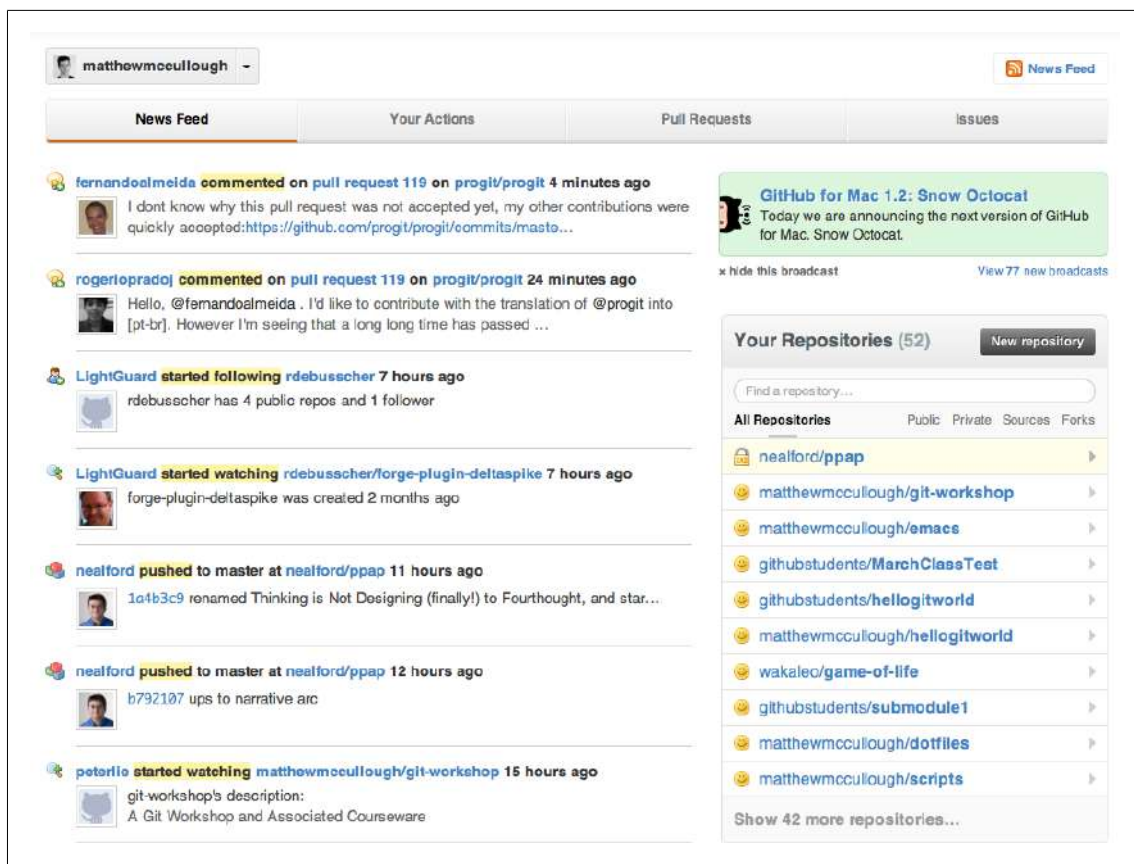 matthewmccullough
News Feed
News Feed
Your Actions
Pull Requests
Issues
fernandoalmeida commented on pull request 119 on progit/progit 4 minutes ago
I dont know why this pull request was not accepted yet, my other contributions were
quickly accepted:https://github.com/progit/progit/commits/maste...
rogerlopradoj commented on pull request 119 on progit/progit 24 minutes ago
Hello, @fernandoalmeida . I'd like to contribute with the translation of @progit into
[pt-br]. However I'm seeing that a long long time has passed ...
LightGuard started following rdebusscher 7 hours ago
rdebusscher has 4 public repos and 1 follower
LightGuard started watching rdebusscher/forge-plugin-deltaspike 7 hours ago
forge-plugin-deltaspike was created 2 months ago
nealford pushed to master at nealford/ppap 11 hours ago
1a4b3c9 renamed Thinking is Not Designing (finally!) to Fourthought, and star...
nealford pushed to master at nealford/ppap 12 hours ago
b792107 ups to narrative arc
peterlie started watching matthewmccullough/git-workshop 15 hours ago
git-workshop's description:
A Git Workshop and Associated Courseware
GitHub for Mac 1.2: Snow Octocat
Today we are announcing the next version of GitHub
for Mac. Snow Octocat.
x hide this broadcast
View 77 new broadcasts
Your Repositories (52)
New repository
Find a repository...
All Repositories
Public Private Sources Forks
nealford/ppap
matthewmccullough/git-workshop
matthewmccullough/emacs
githubstudents/MarchClassTest
githubstudents/hellogitworld
matthewmccullough/hellogitworld
wakaleo/game-of-life
githubstudents/submodule1
matthewmccullough/dotfiles
matthewmccullough/scripts
Show 42 more repositories...